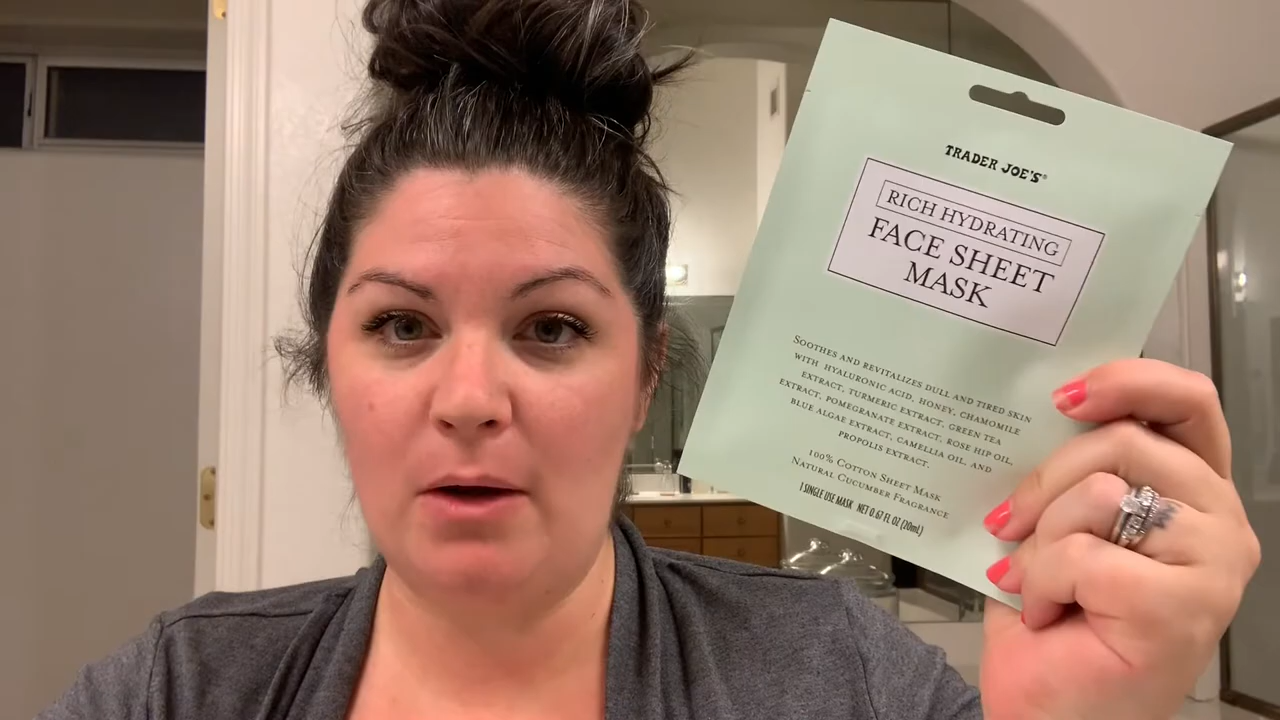 TRADER JOE'S®
RICH HYDRATING
FACE SHEET
MASK
SOOTHES AND REVITALIZES DULL AND TIRED SKIN
WITH HYALURONIC ACID, HONEY, CHAMOMILE
EXTRACT, TURMERIC EXTRACT, GREEN TEA
EXTRACT, POMEGRANATE EXTRACT, ROSE HIP OIL,
BLUE ALGAE EXTRACT, CAMELLIA OIL, AND
PROPOLIS EXTRACT.
100% COTTON SHEET MASK
NATURAL CUCUMBER FRAGRANCE
1 SINGLE USE MASK NET 0.67 FL OZ (20mL)